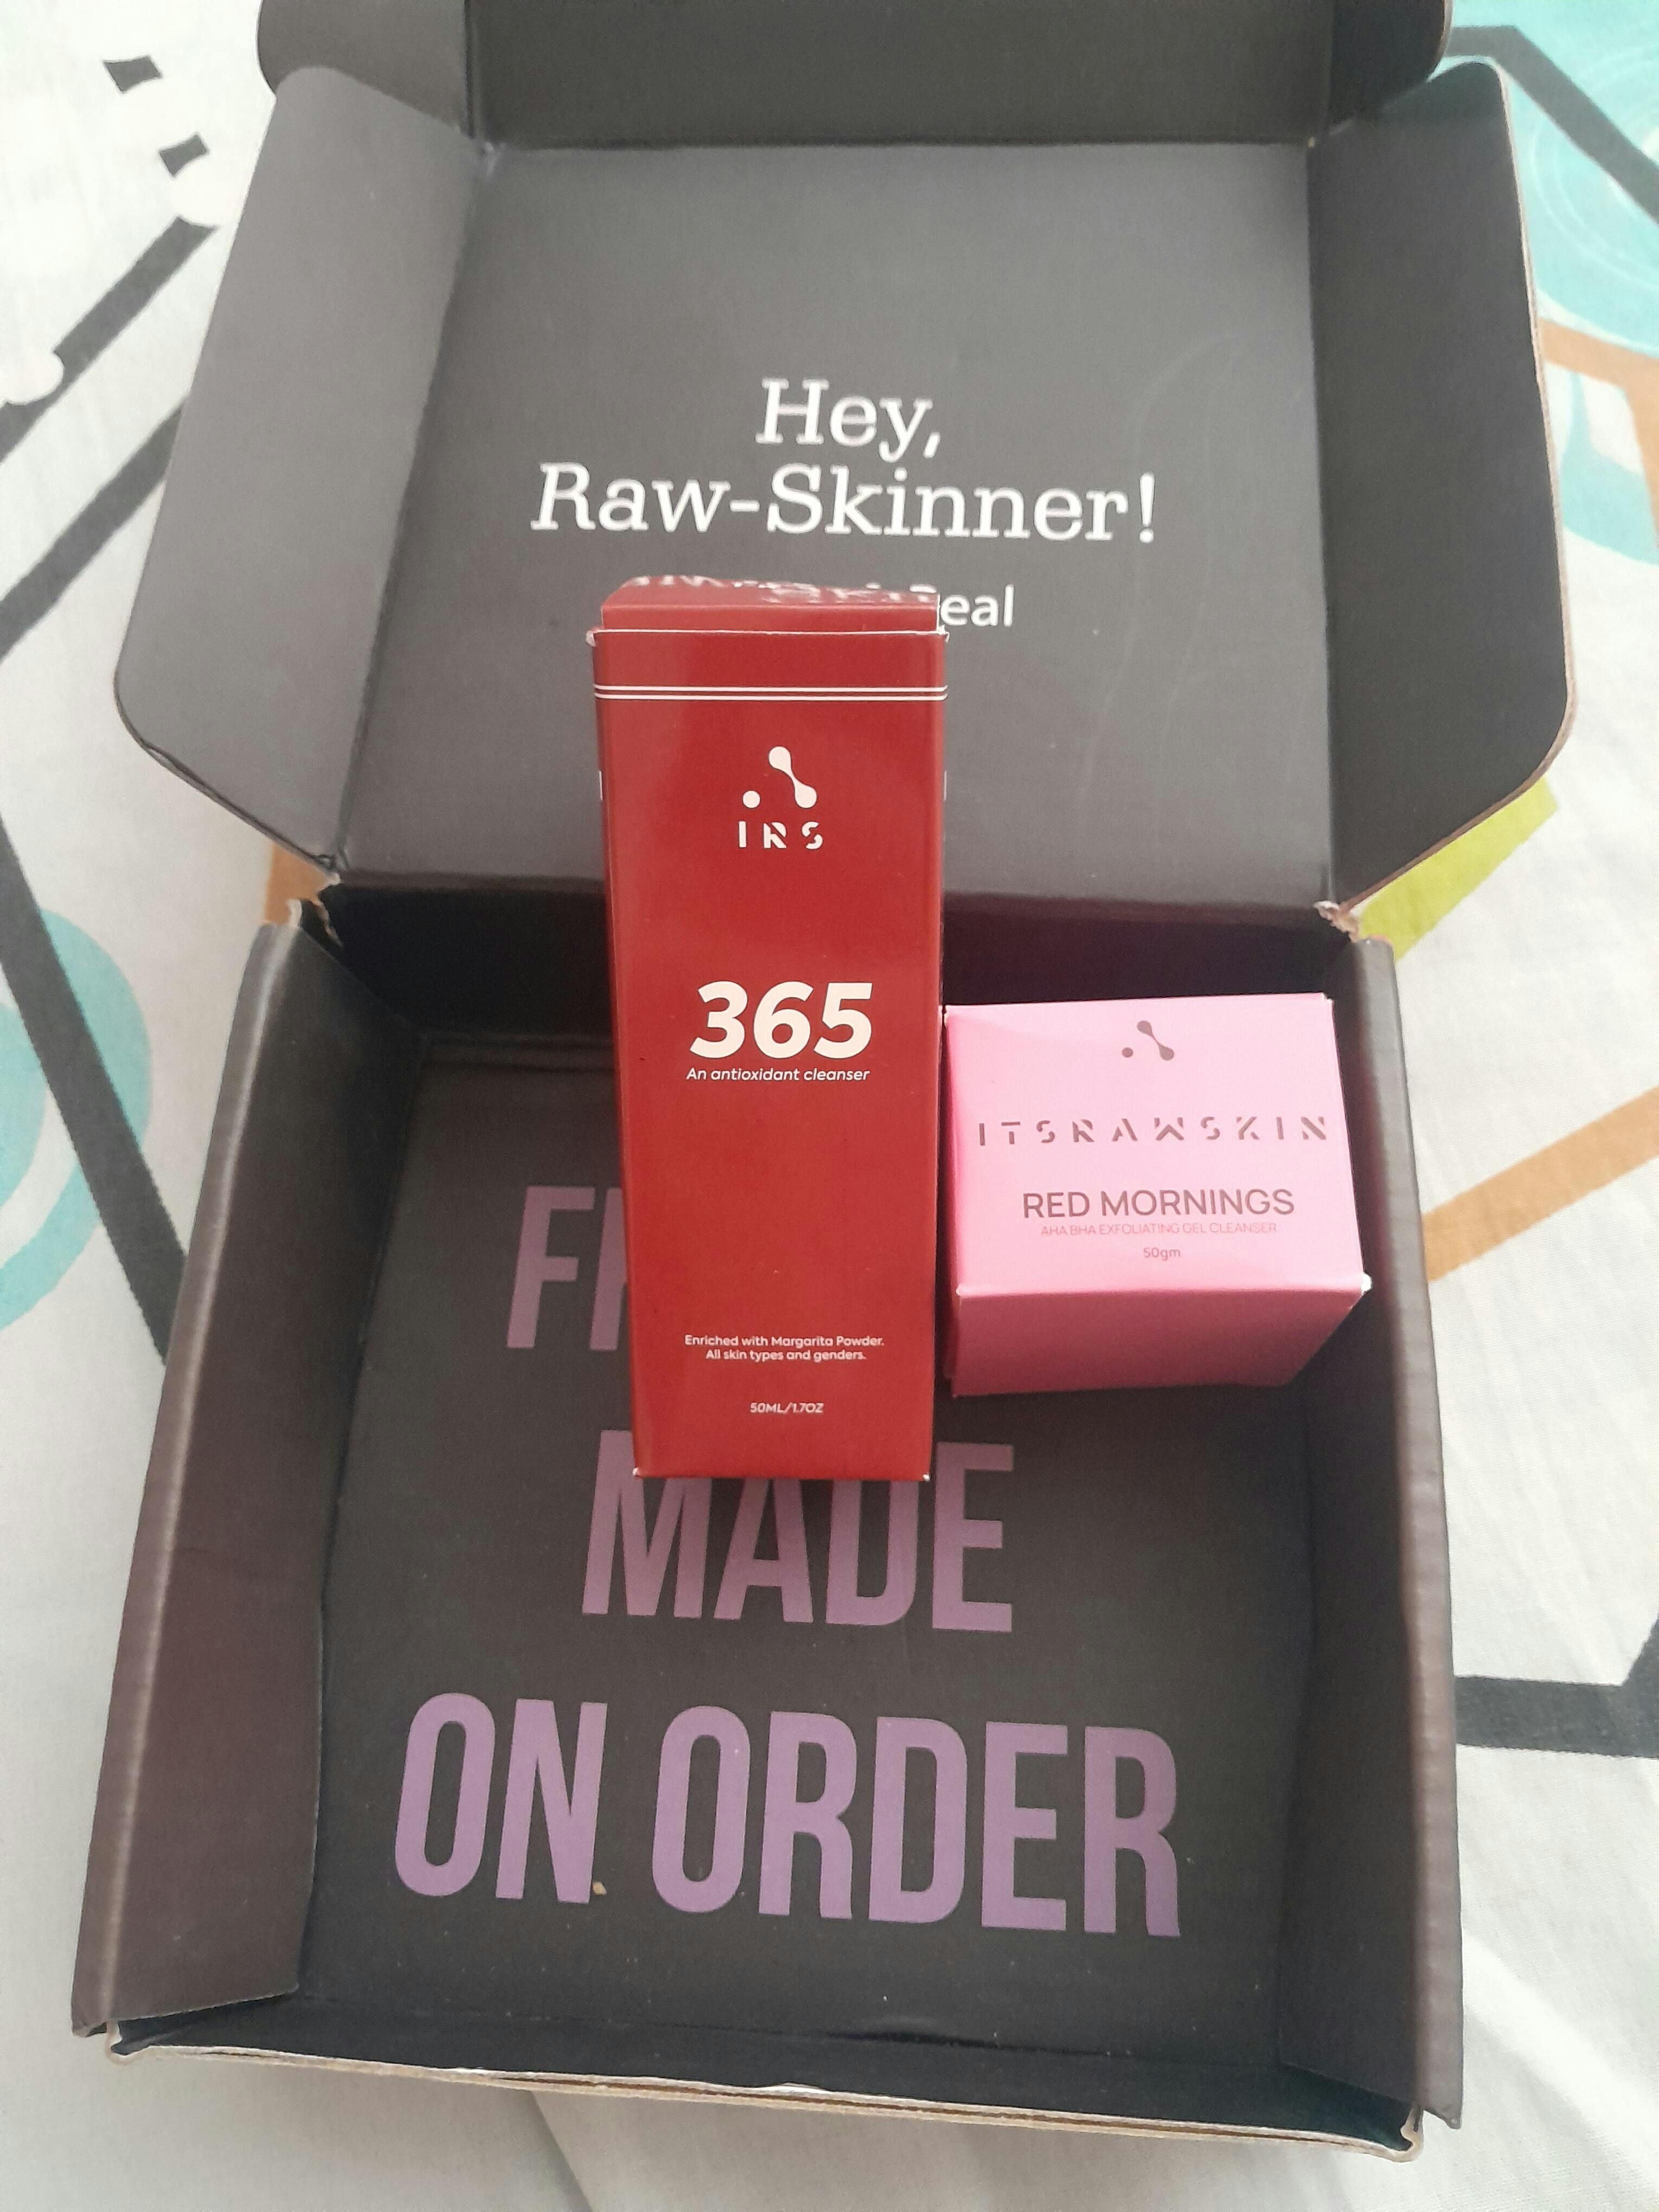 Hey,
Raw-Skinner!
IRS
365
An antioxidant cleanser
Enriched with Margarita Powder.
All skin types and genders.
50ML/1.7OZ
ITSRAWSKIN
RED MORNINGS
AHA BHA EXFOLIATING GEL CLEANSER
50gm
MADE
ON ORDER